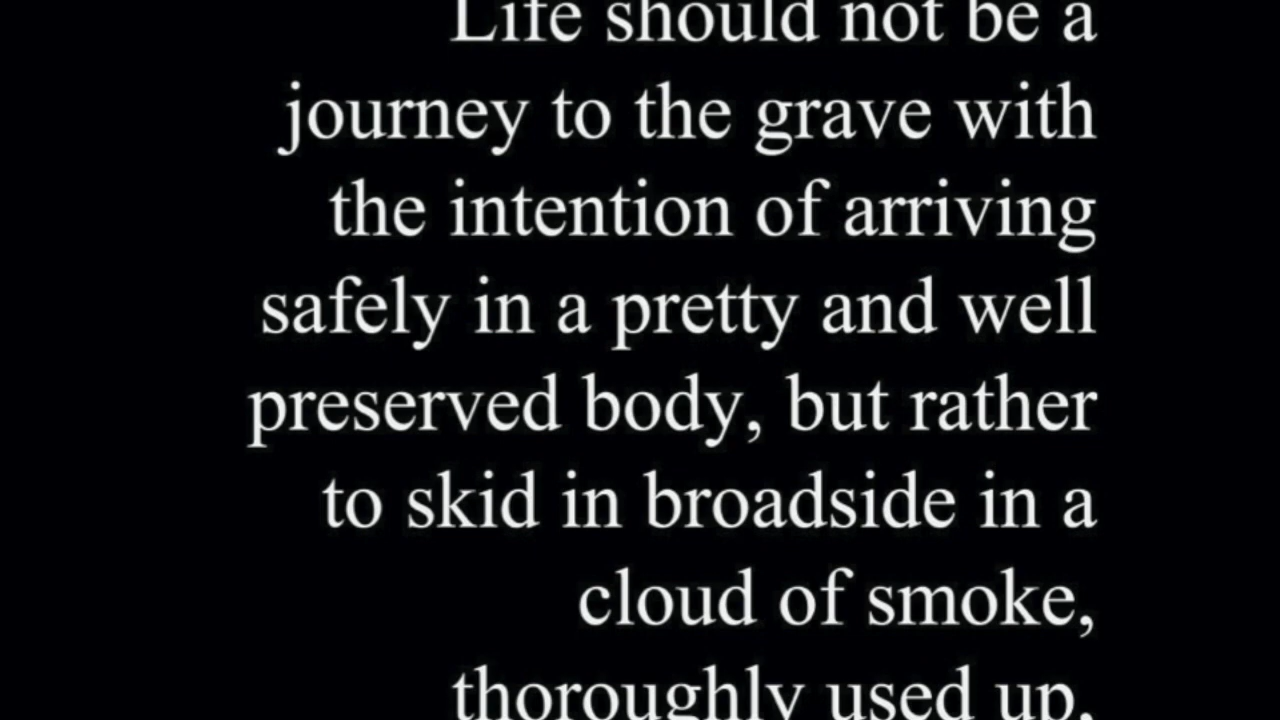 Life should not be a
journey to the grave with
the intention of arriving
safely in a pretty and well
preserved body, but rather
to skid in broadside in a
cloud of smoke,
thoroughly used up,